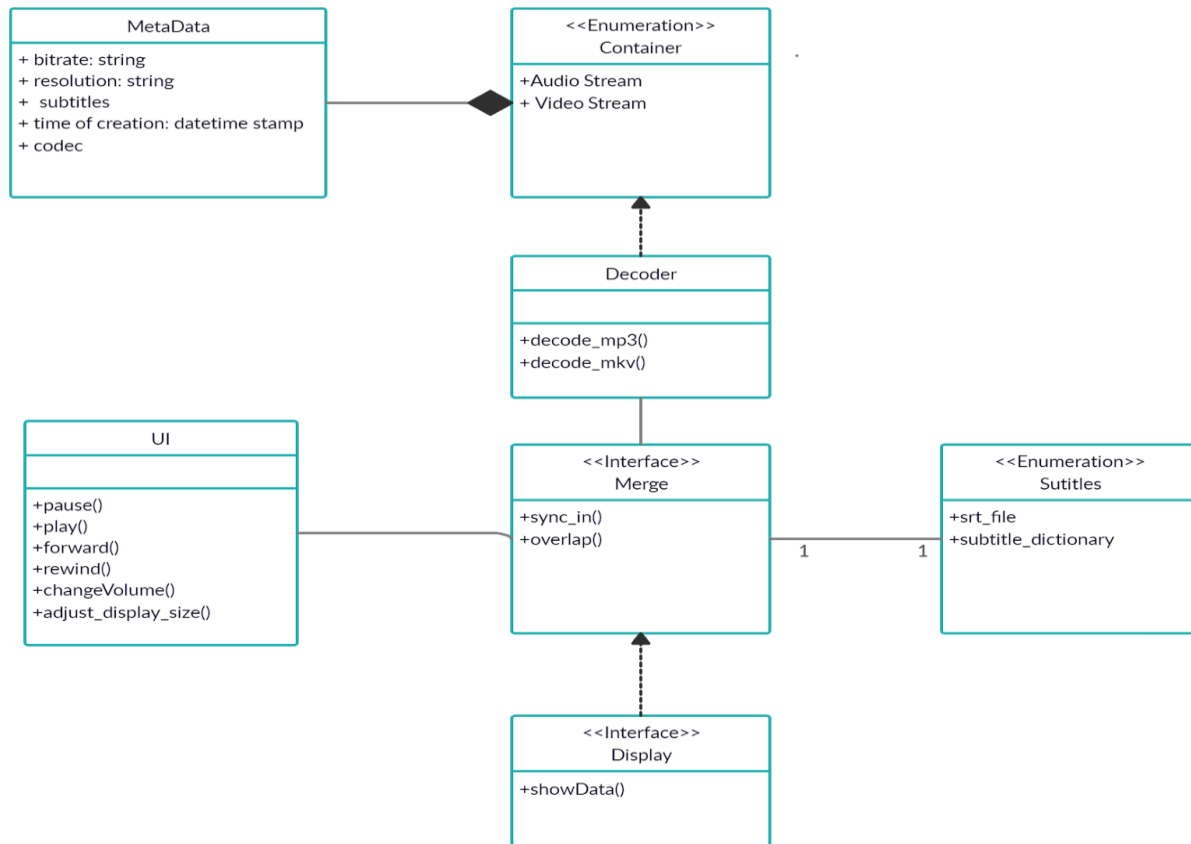 MetaData
+ bitrate: string
+ resolution: string
+ subtitles
+ time of creation: datetime stamp
+ codec
<<Enumeration>>
Container
+Audio Stream
+ Video Stream
Decoder
+decode_mp3()
+decode_mkv()
UI
+pause()
+play()
+forward()
+rewind()
+changeVolume()
+adjust_display_size()
<<Interface>>
Merge
+sync_in()
+overlap()
1 1
<<Enumeration>>
Sutitles
+srt_file
+subtitle_dictionary
<<Interface>>
Display
+showData()